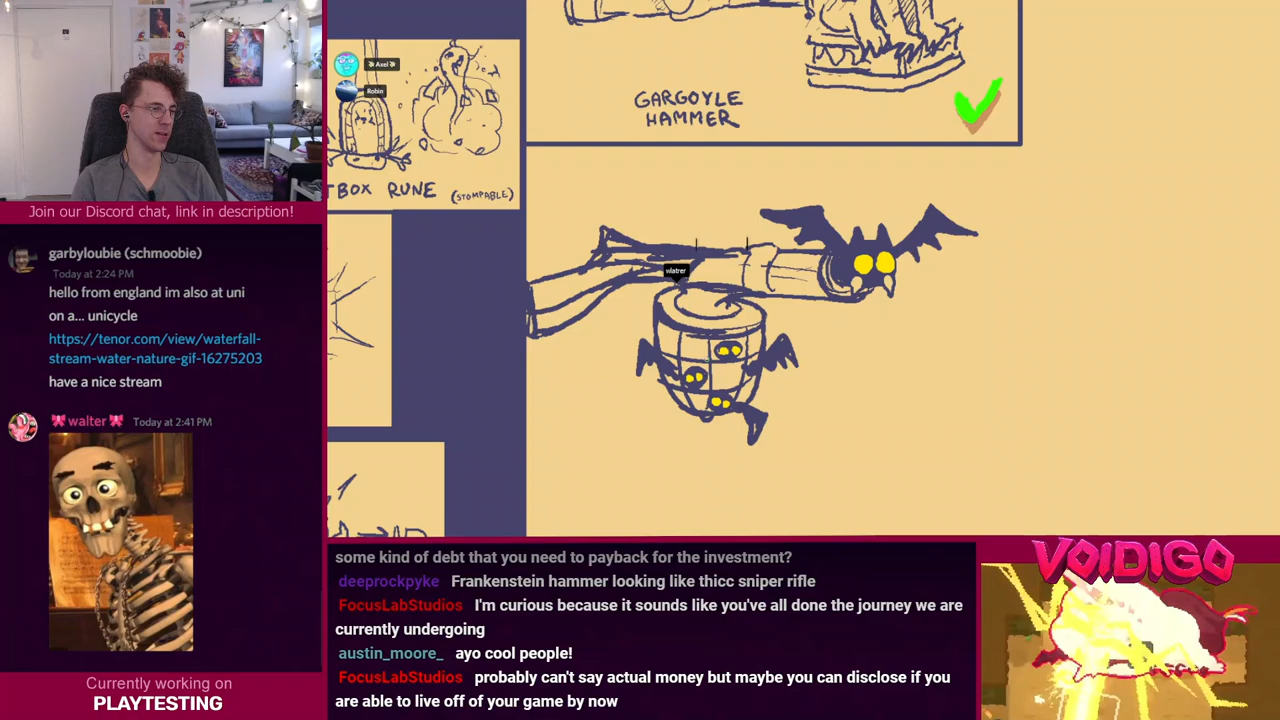 Axel
Robin
TBOX RUNE (STOMPABLE)
GARGOYLE
HAMMER
wlatrer
Join our Discord chat, link in description!
garbyloubie (schmoobie)
Today at 2:24 PM
hello from england im also at uni
on a... unicycle
https://tenor.com/view/waterfall-
stream-water-nature-gif-16275203
have a nice stream
walter Today at 2:41 PM
Currently working on
PLAYTESTING
some kind of debt that you need to payback for the investment?
deeprockpyke Frankenstein hammer looking like thicc sniper rifle
FocusLabStudios I'm curious because it sounds like you've all done the journey we are
currently undergoing
austin_moore_ ayo cool people!
FocusLabStudios probably can't say actual money but maybe you can disclose if you
are able to live off of your game by now
VOIDIGO